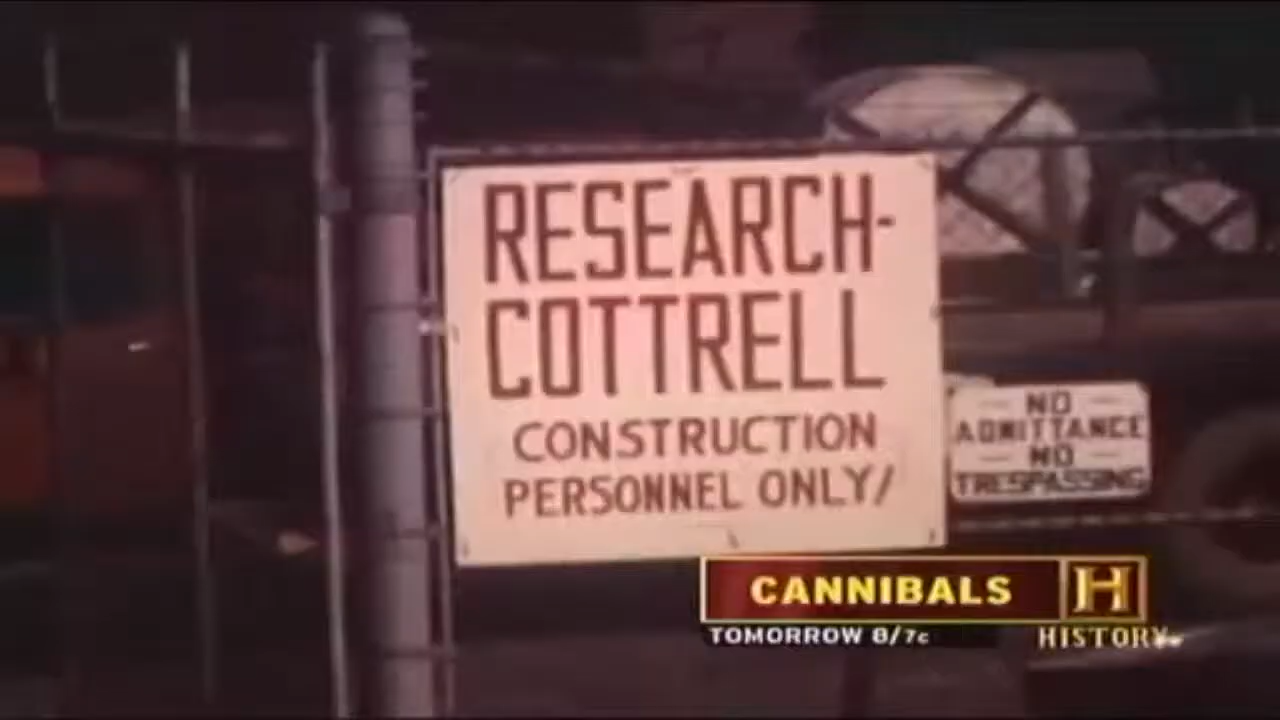 RESEARCH-
COTTRELL
CONSTRUCTION
PERSONNEL ONLY/
NO
ADMITTANCE
NO
TRESPASSING
CANNIBALS
H
TOMORROW 8/7c
HISTORY